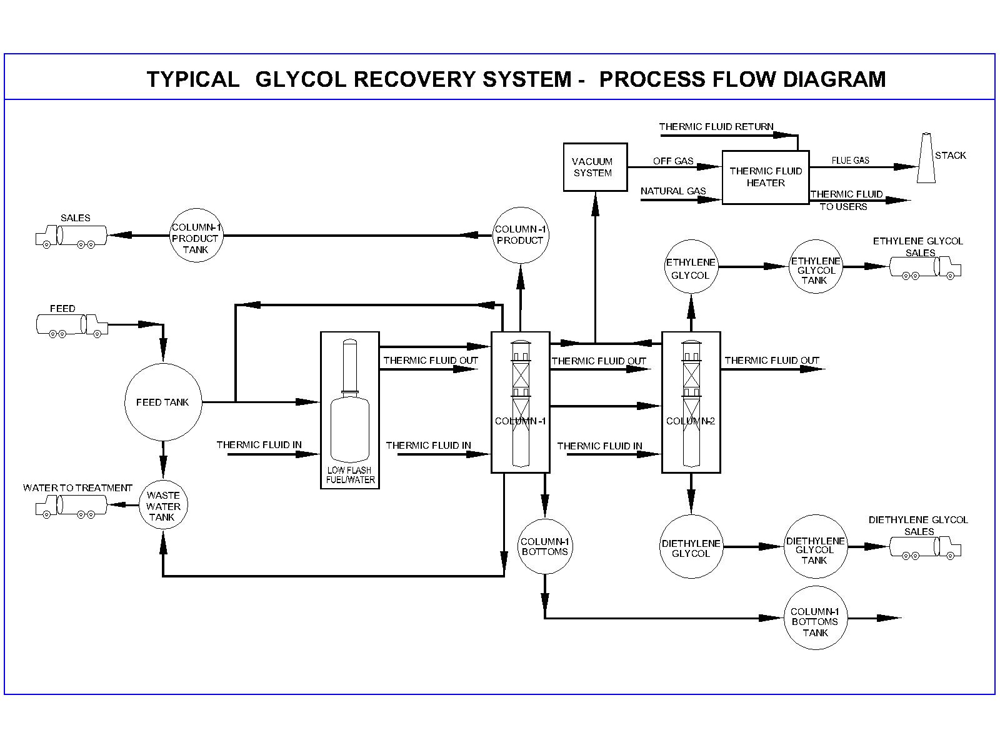 TYPICAL GLYCOL RECOVERY SYSTEM - PROCESS FLOW DIAGRAM
THERMIC FLUID RETURN
VACUUM
SYSTEM
OFF GAS
THERMIC FLUID
HEATER
FLUE GAS
STACK
NATURAL GAS
THERMIC FLUID
TO USERS
SALES
COLUMN-1
PRODUCT
TANK
COLUMN-1
PRODUCT
ETHYLENE
GLYCOL
ETHYLENE
GLYCOL
TANK
ETHYLENE GLYCOL
SALES
FEED
FEED TANK
THERMIC FLUID OUT
THERMIC FLUID OUT
THERMIC FLUID OUT
COLUMN-1
COLUMN-2
THERMIC FLUID IN
THERMIC FLUID IN
THERMIC FLUID IN
LOW FLASH
FUEL/WATER
WATER TO TREATMENT
WASTE
WATER
TANK
COLUMN-1
BOTTOMS
DIETHYLENE
GLYCOL
DIETHYLENE
GLYCOL
TANK
DIETHYLENE GLYCOL
SALES
COLUMN-1
BOTTOMS
TANK